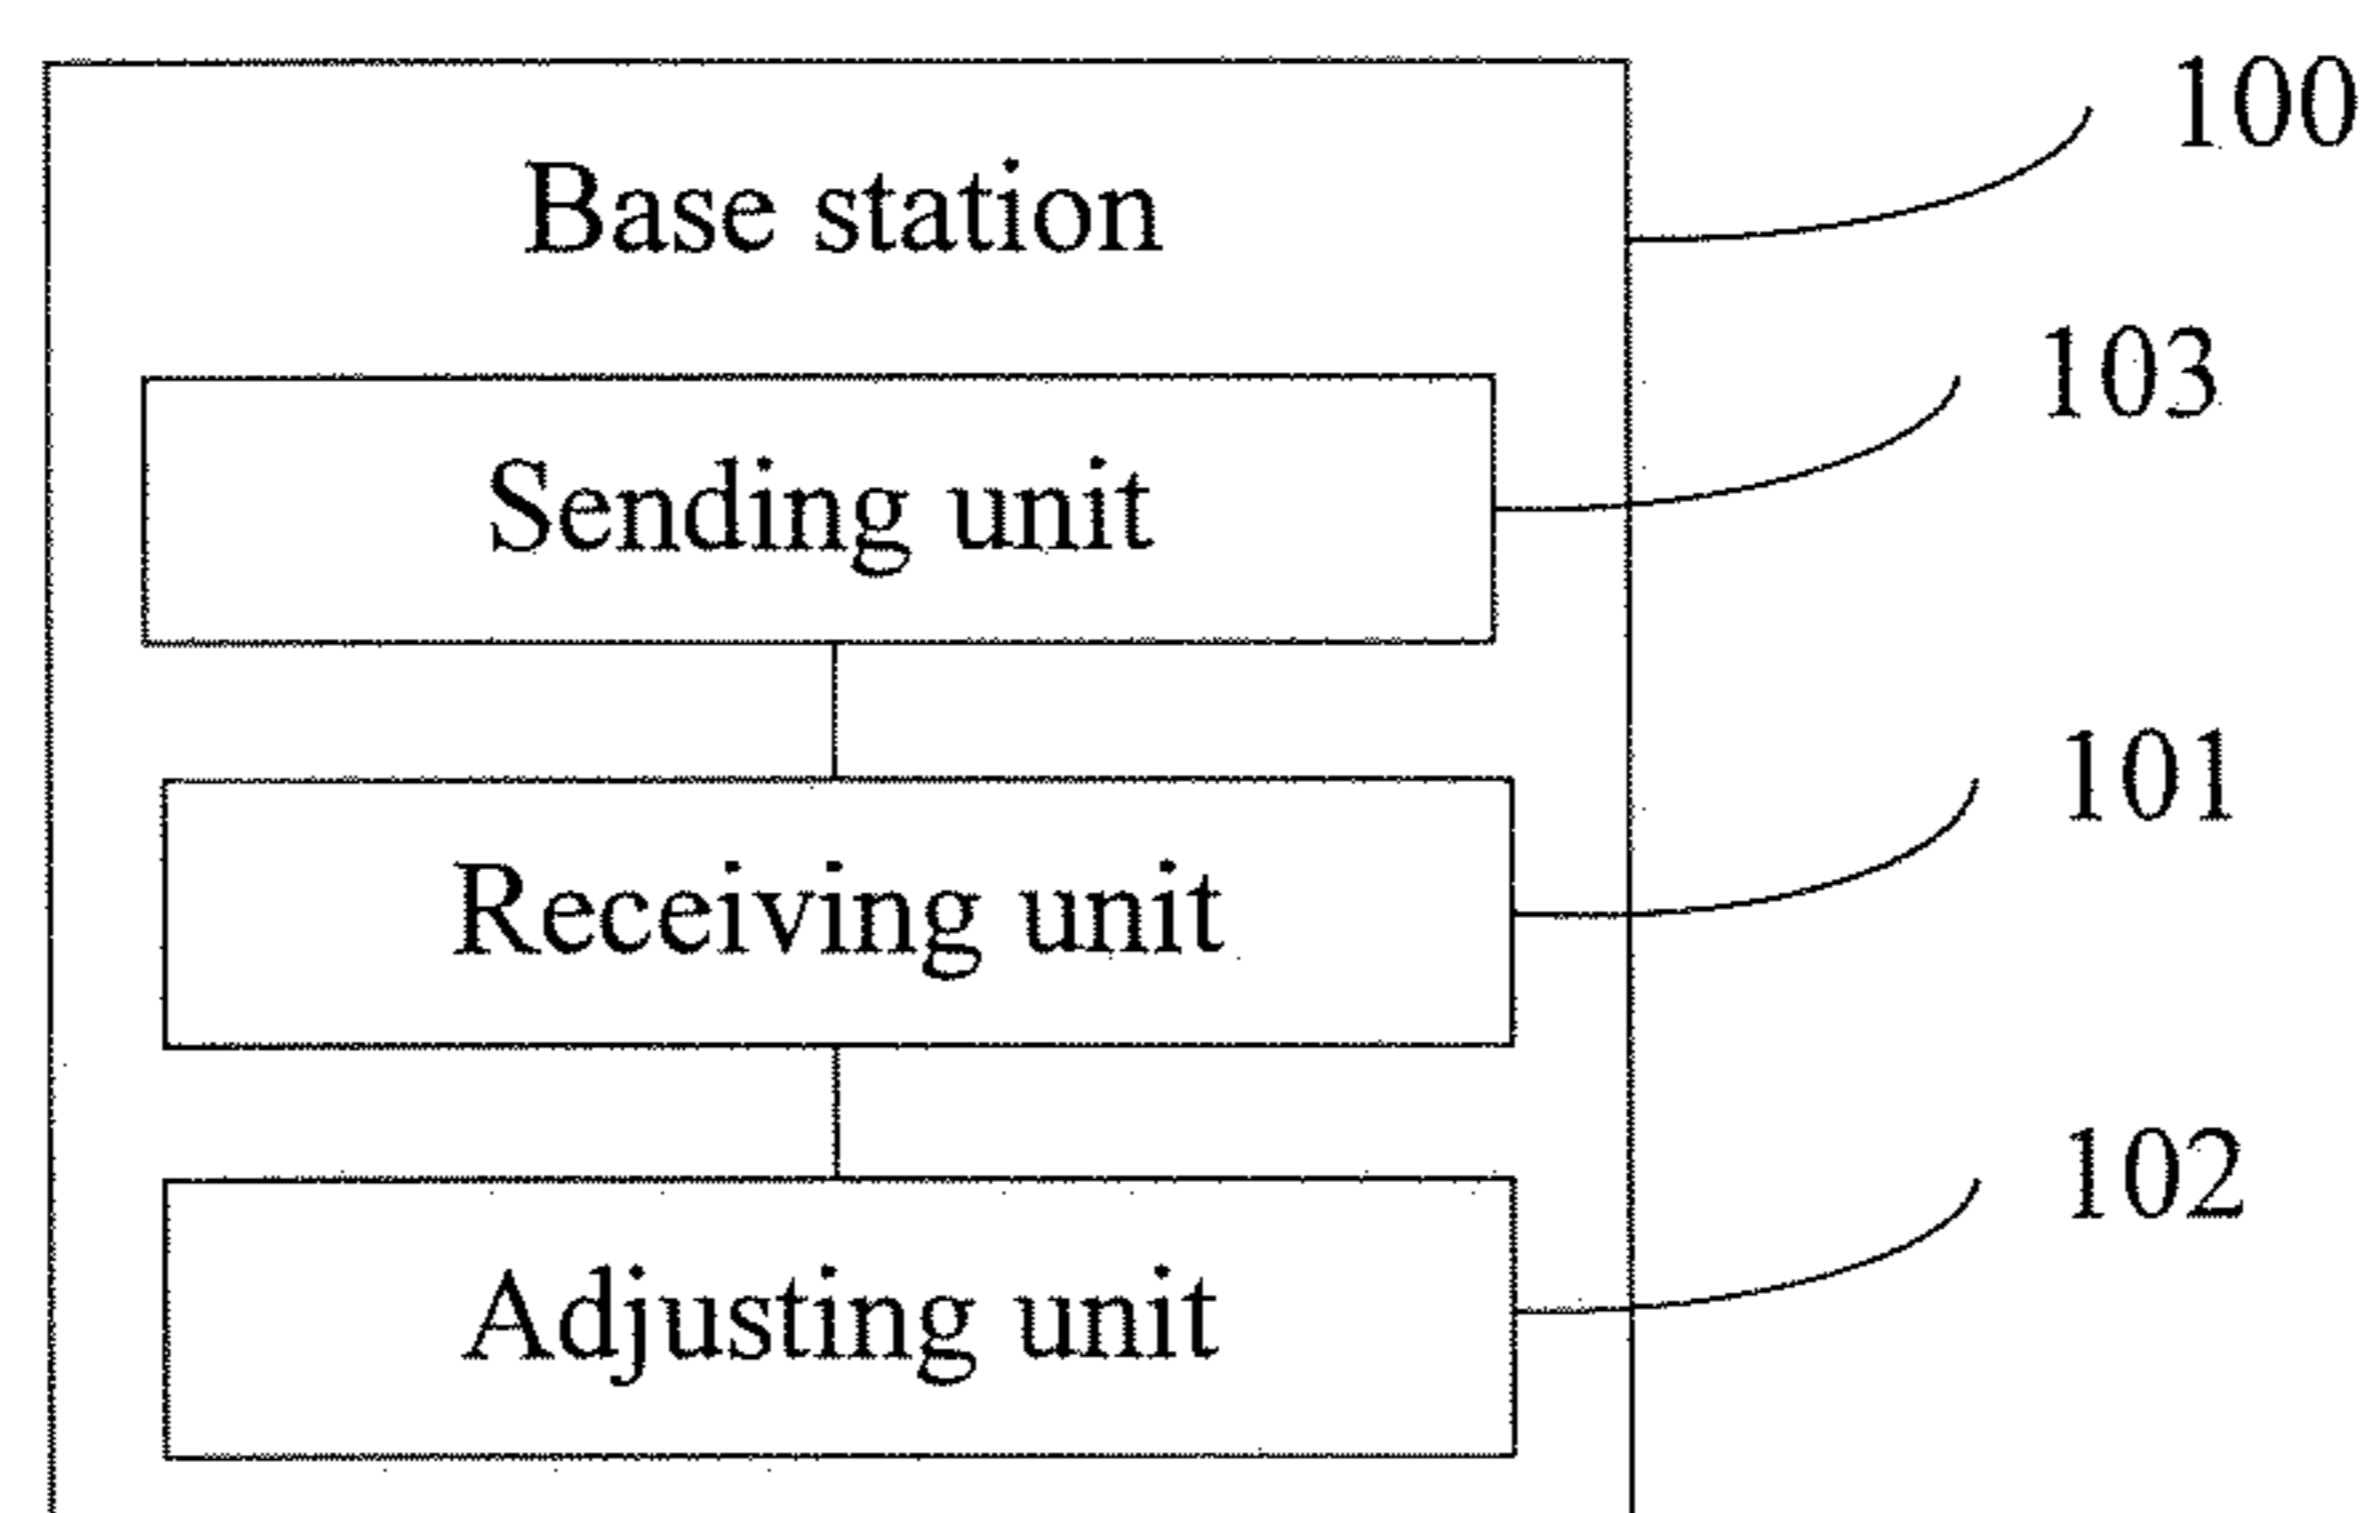 100
Base station
103
Sending unit
101
Receiving unit
102
Adjusting unit